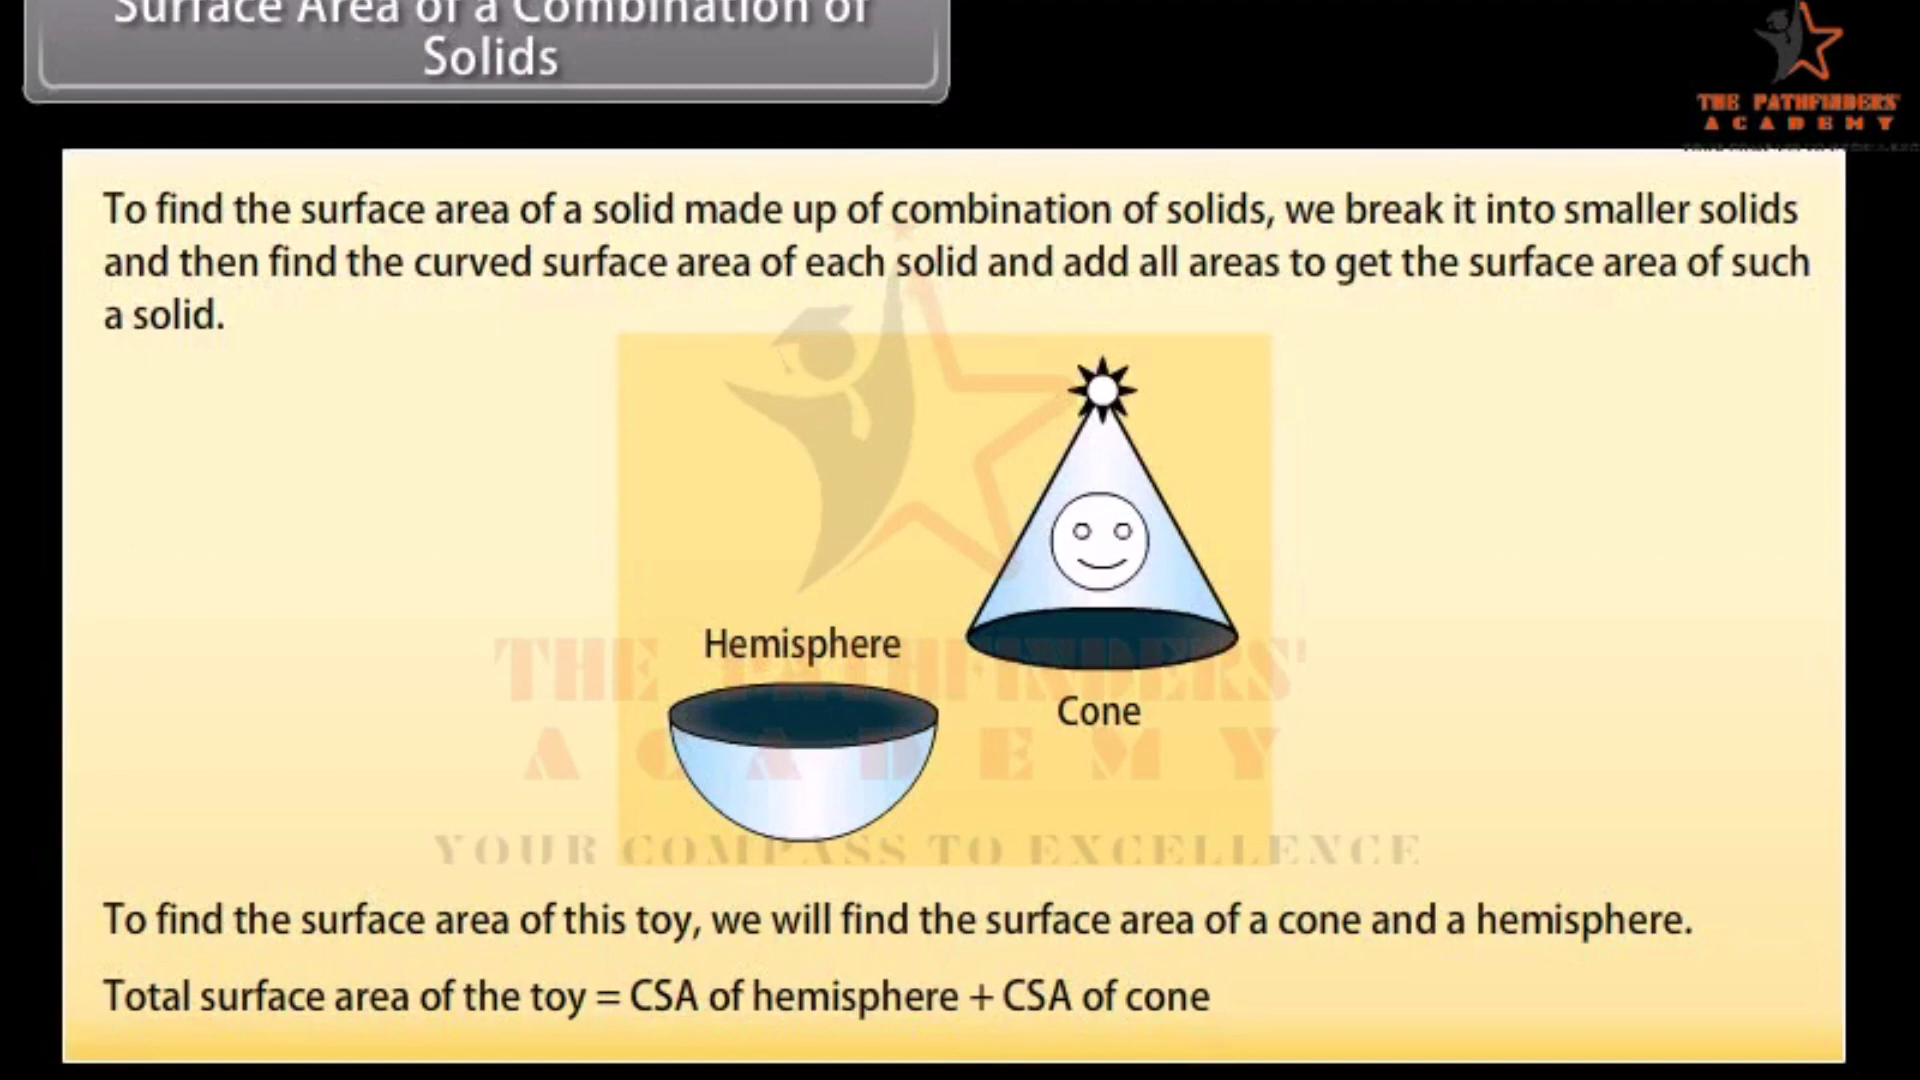 Surface Area of a Combination of
Solids
THE PATHFINDERS'
ACADEMY
To find the surface area of a solid made up of combination of solids, we break it into smaller solids
and then find the curved surface area of each solid and add all areas to get the surface area of such
a solid.
Hemisphere
Cone
THE PATHFINDERS'
ACADEMY
YOUR COMPASS TO EXCELLENCE
To find the surface area of this toy, we will find the surface area of a cone and a hemisphere.
Total surface area of the toy = CSA of hemisphere + CSA of cone